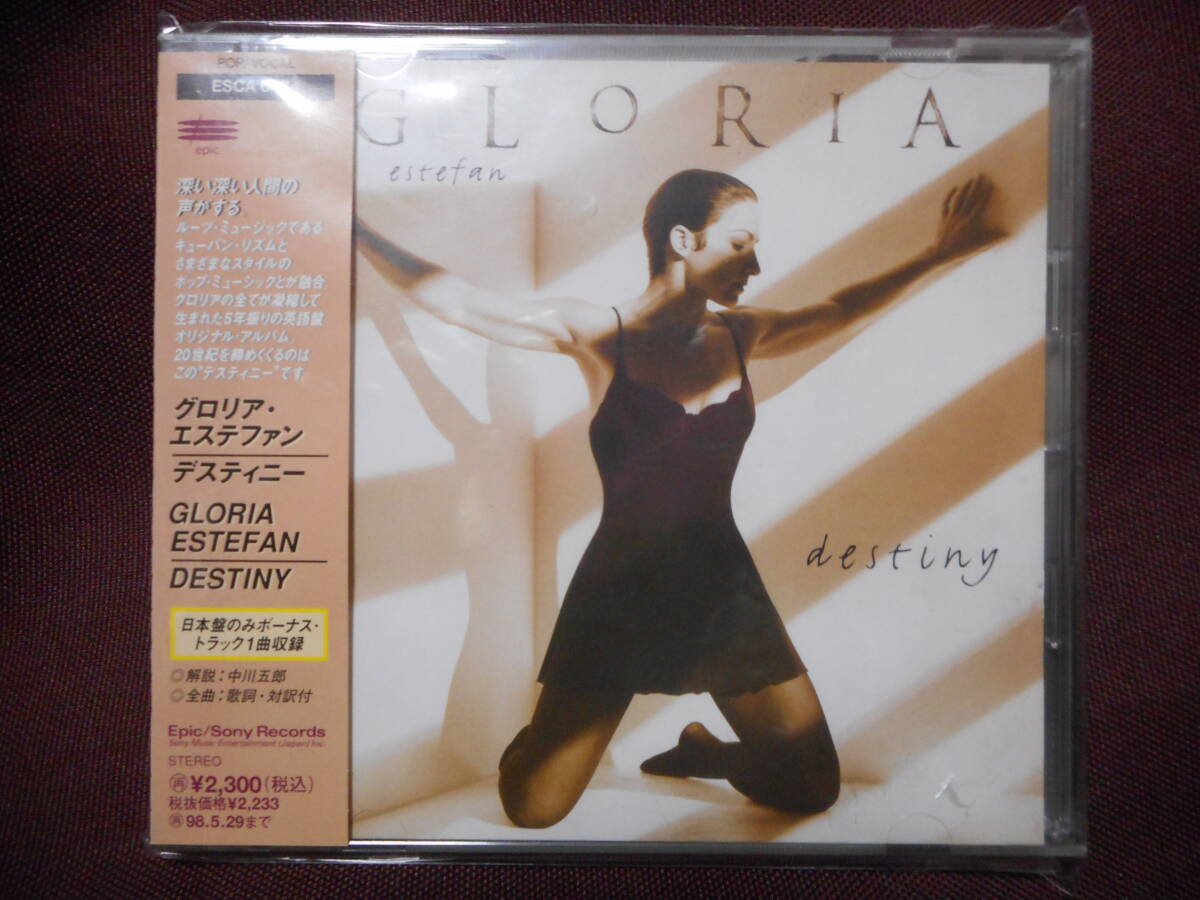 POP/VOCAL
ESCA
epic
深い深い人間の
声がする。
ルーツ・ミュージックである
キューバン・リズムと
さまざまなスタイルの
ポップ・ミュージックとが融合。
グロリアの全てが凝縮して
生まれた5年振りの英語盤
オリジナル・アルバム。
20世紀を締めくくるのは
この“デスティニー”です。
グロリア・
エステファン
デスティニー
GLORIA
ESTEFAN
DESTINY
日本盤のみボーナス・
トラック1曲収録
◎解説：中川五郎
◎全曲：歌詞・対訳付
Epic/Sony Records
Sony Music Entertainment (Japan) Inc.
STEREO
再¥2,300(税込)
税抜価格¥2,233
再98.5.29まで
GLORIA
estefan
destiny